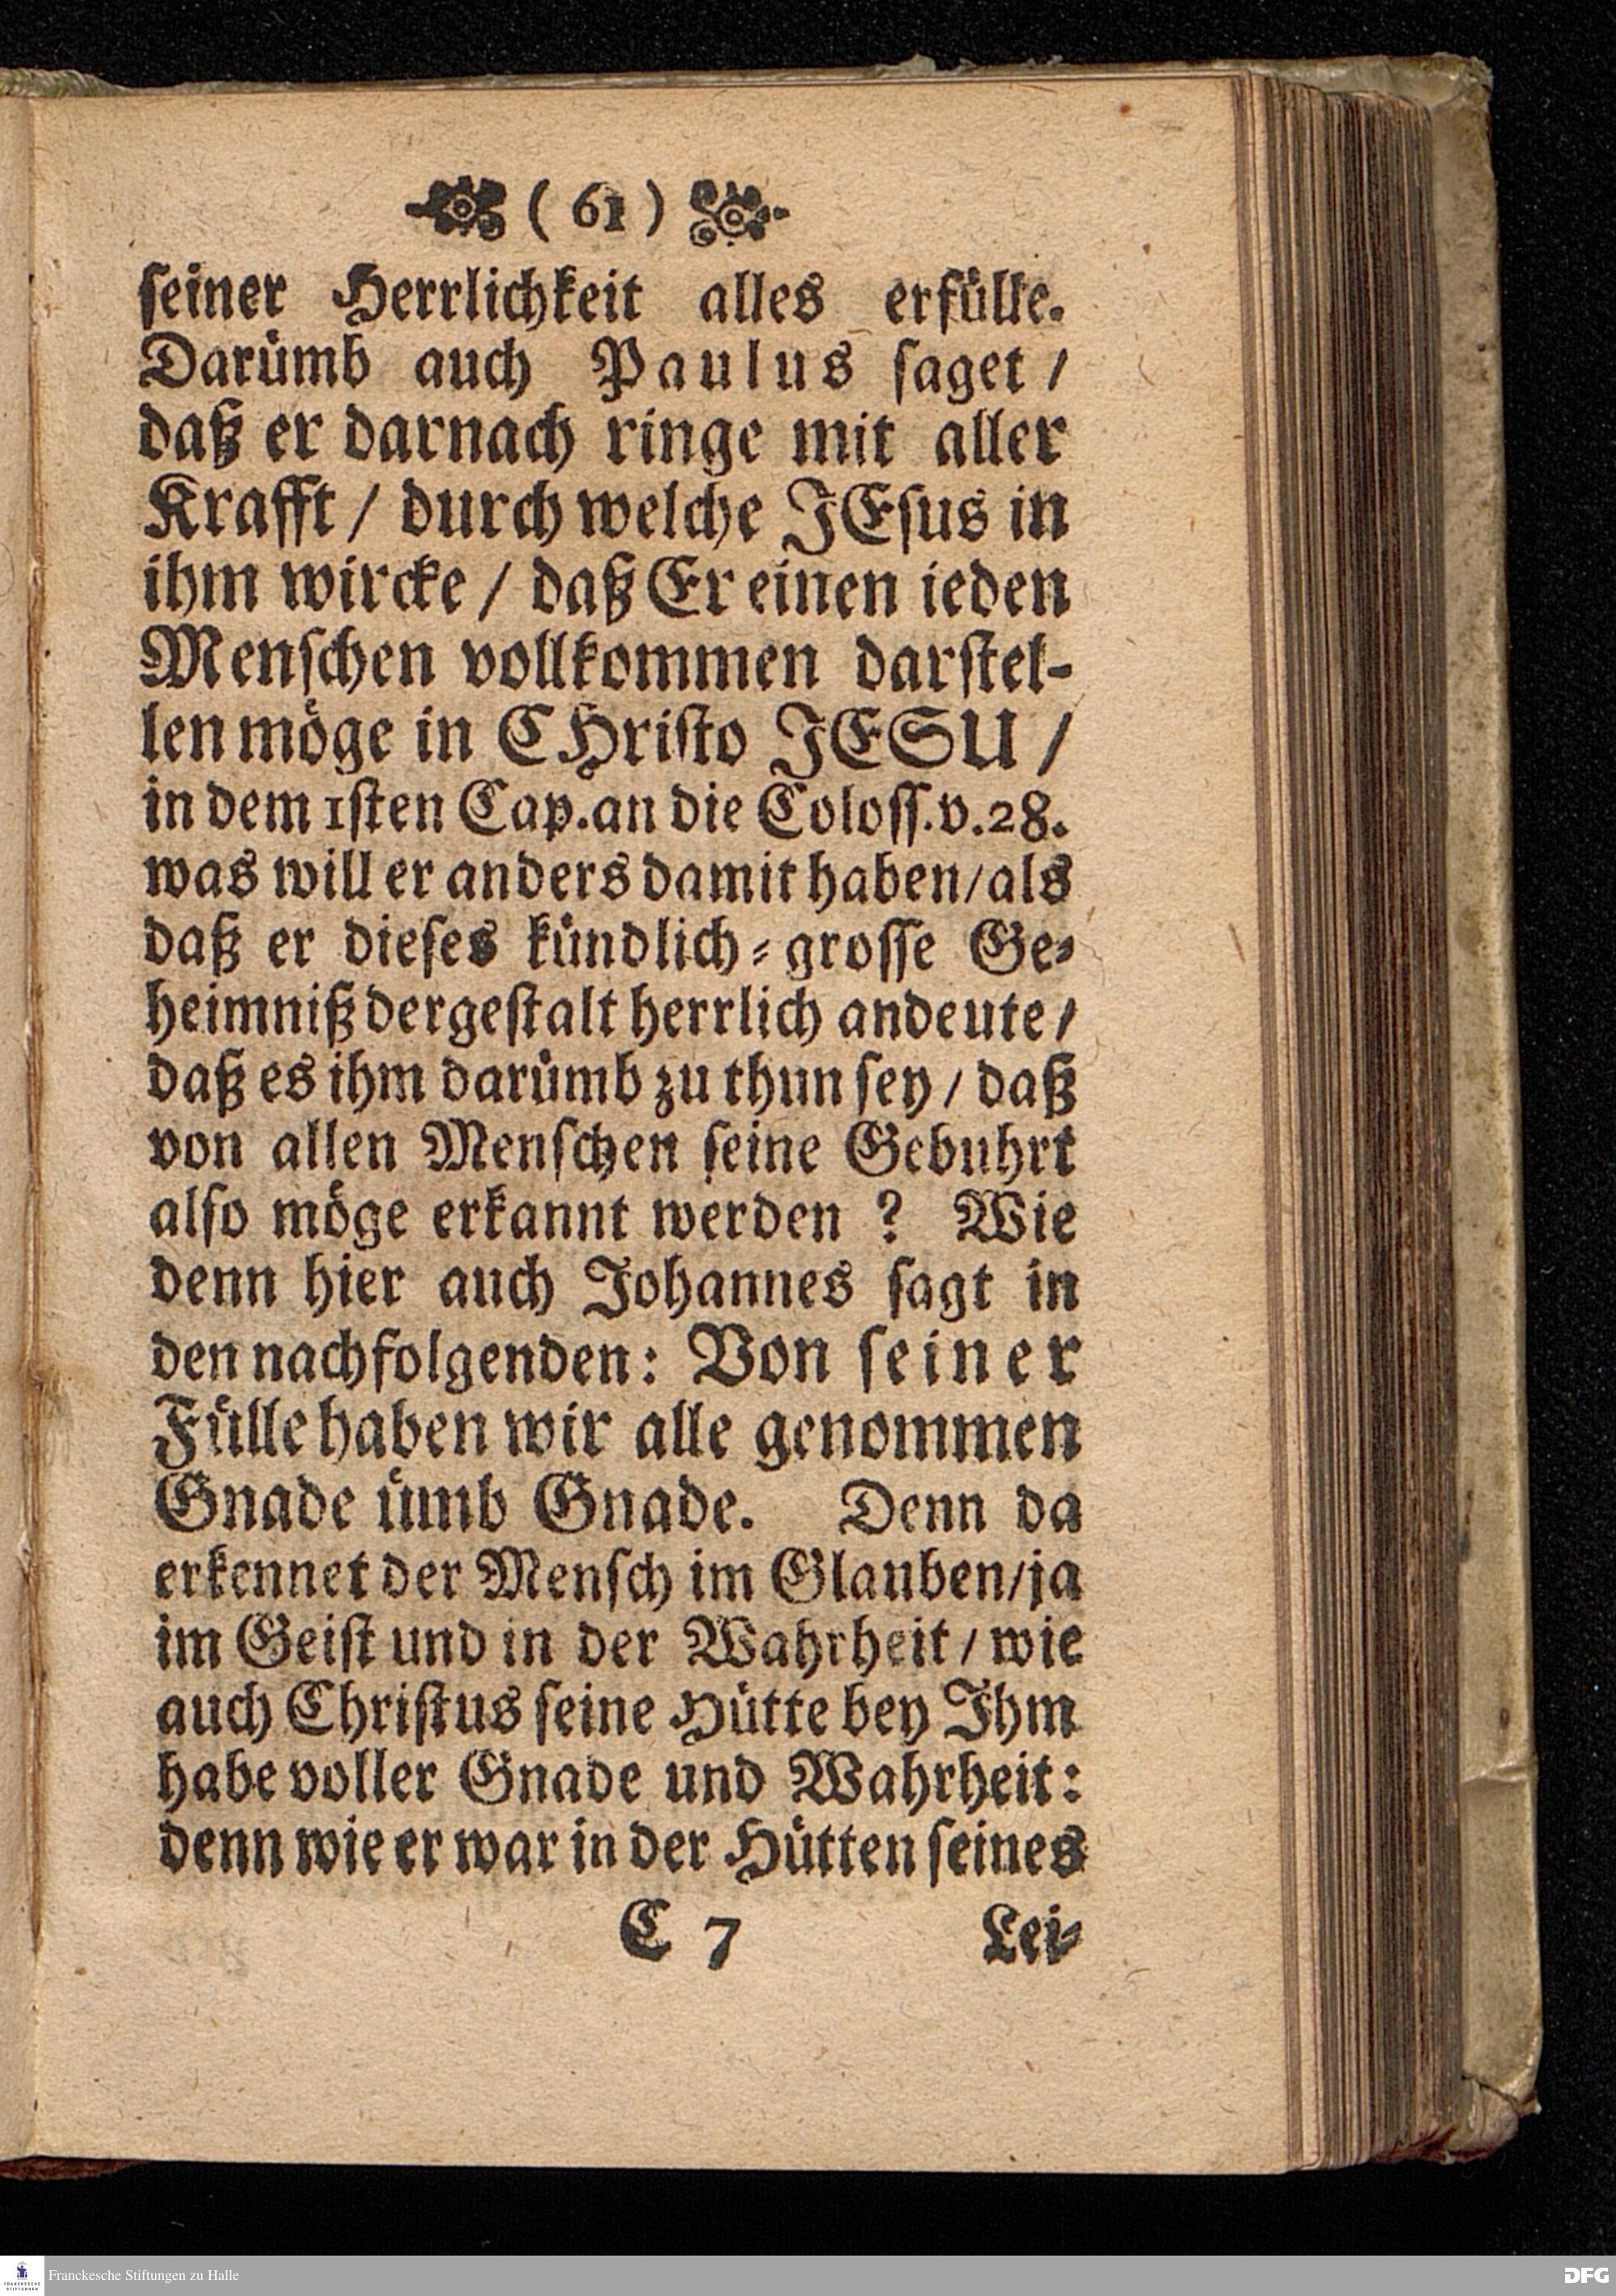 ( 61 )
seiner Herrlichkeit alles erfülle.
Darümb auch Paulus saget /
daß er darnach ringe mit aller
Krafft / durch welche JEsus in
ihm wircke / daß Er einen ieden
Menschen vollkommen darstel-
len möge in CHristo JESU /
in dem 1sten Cap. an die Coloss. v. 28.
was will er anders damit haben / als
daß er dieses kündlich-grosse Ge-
heimniß dergestalt herrlich andeute /
daß es ihm darümb zu thun sey / daß
von allen Menschen seine Gebuhrt
also möge erkannt werden ? Wie
denn hier auch Johannes sagt in
den nachfolgenden: Von seiner
Fülle haben wir alle genommen
Gnade ümb Gnade. Denn da
erkennet der Mensch im Glauben / ja
im Geist und in der Wahrheit / wie
auch Christus seine Hütte bey Ihm
habe voller Gnade und Wahrheit:
denn wie er war in der Hütten seines
C 7 Lei-
Franckesche Stiftungen zu Halle
DFG